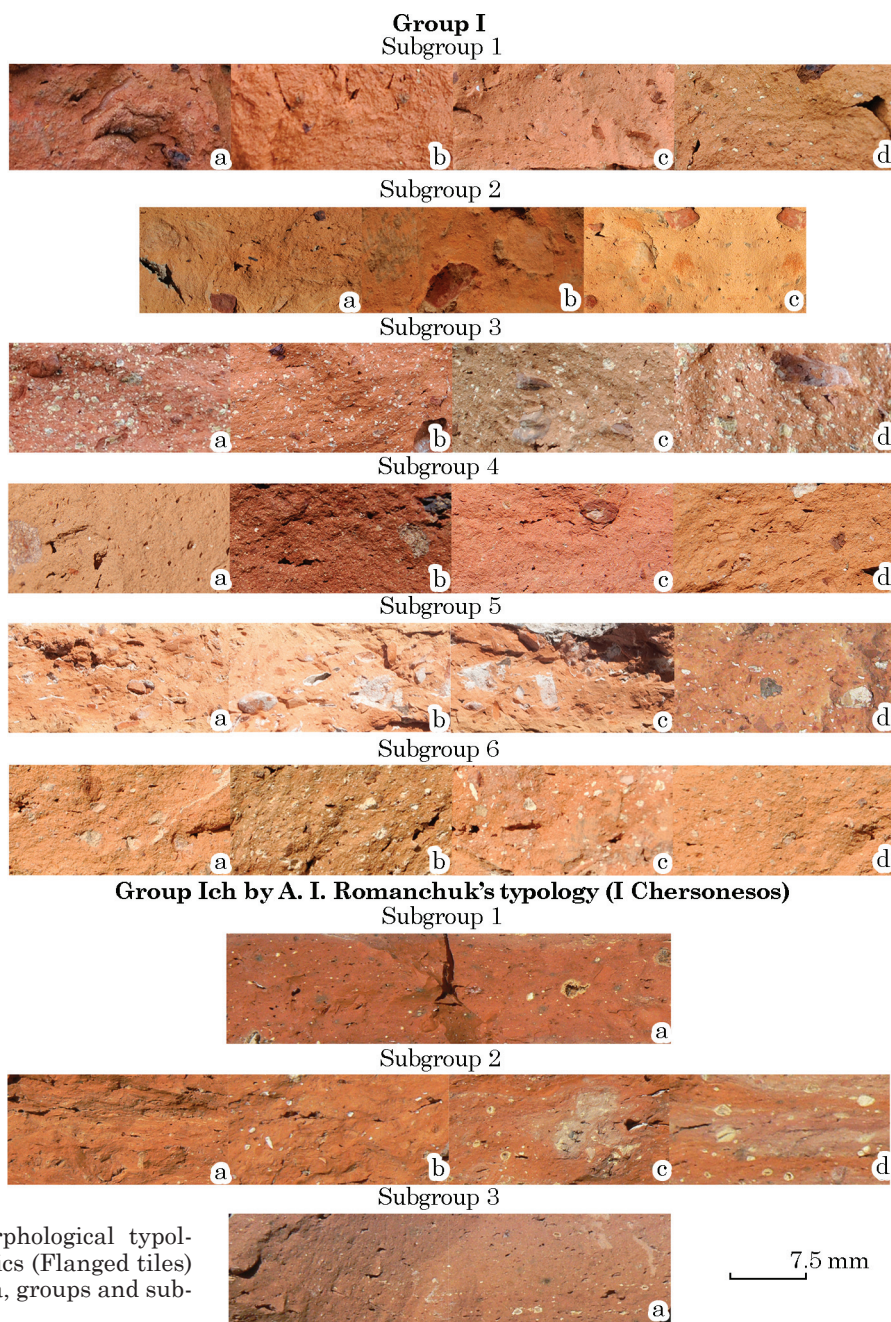 Group I
Subgroup 1
a b c d
Subgroup 2
a b c
Subgroup 3
a b c d
Subgroup 4
a b c d
Subgroup 5
a b c d
Subgroup 6
a b c d
Group Ich by A. I. Romanchuk's typology (I Chersonesos)
Subgroup 1
a
Subgroup 2
a b c d
Subgroup 3
a
rphological typol-
ics (Flanged tiles)
n, groups and sub-
7.5 mm